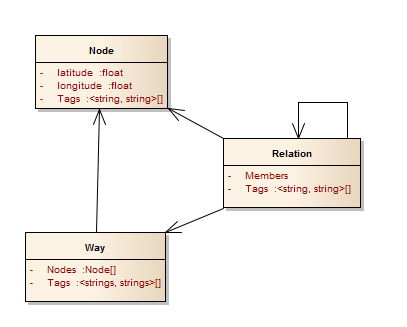 Node
- latitude :float
- longitude :float
- Tags :<string, string>[]
Relation
- Members
- Tags :<string, string>[]
Way
- Nodes :Node[]
- Tags :<strings, strings>[]